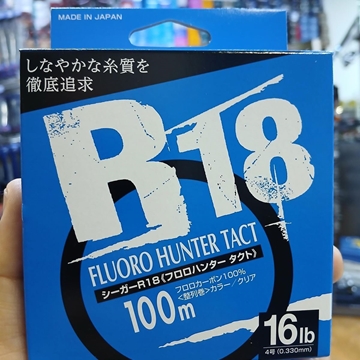 MADE IN JAPAN
しなやかな糸質を
徹底追求
R18
FLUORO HUNTER TACT
シーガーR18〈フロロハンター タクト〉
100m
フロロカーボン100%
<整列巻>カラー/クリア
16lb
4号(0.330mm)